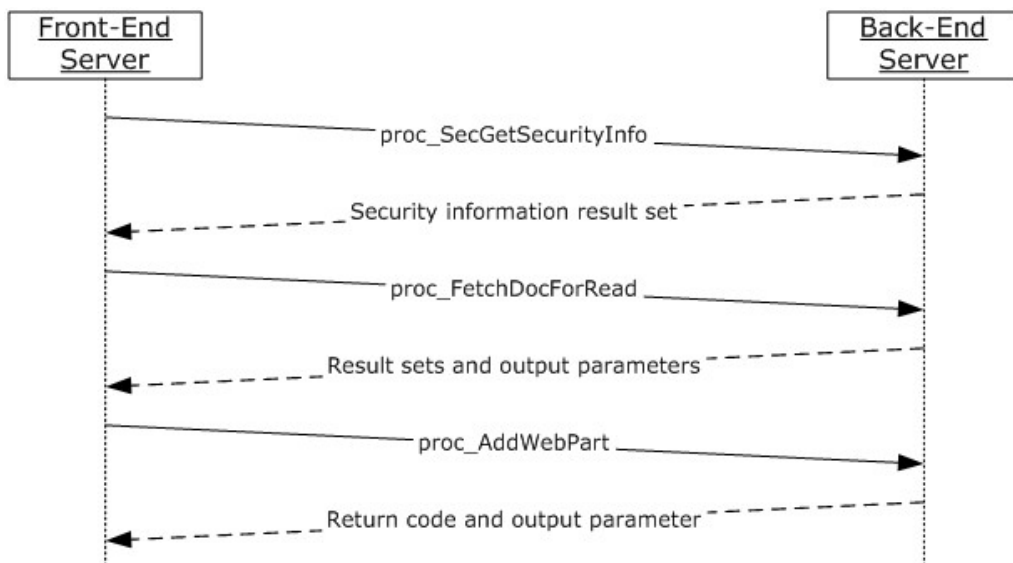 Front-End
Server
Back-End
Server
proc_SecGetSecurityInfo
Security information result set
proc_FetchDocForRead
Result sets and output parameters
proc_AddWebPart
Return code and output parameter